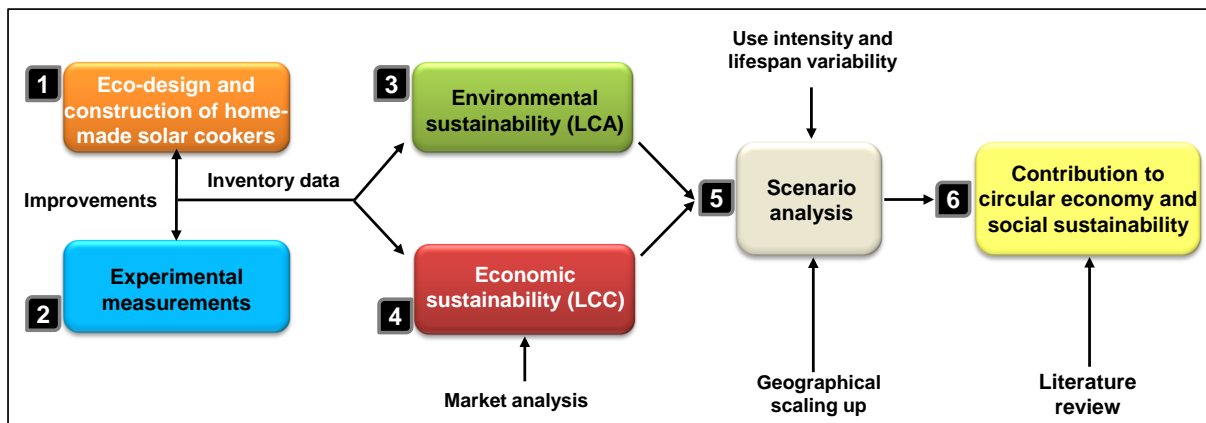 1
Eco-design and
construction of home-
made solar cookers
Improvements
Inventory data
2
Experimental
measurements
3
Environmental
sustainability (LCA)
4
Economic
sustainability (LCC)
Market analysis
Use intensity and
lifespan variability
5
Scenario
analysis
Geographical
scaling up
6
Contribution to
circular economy and
social sustainability
Literature
review